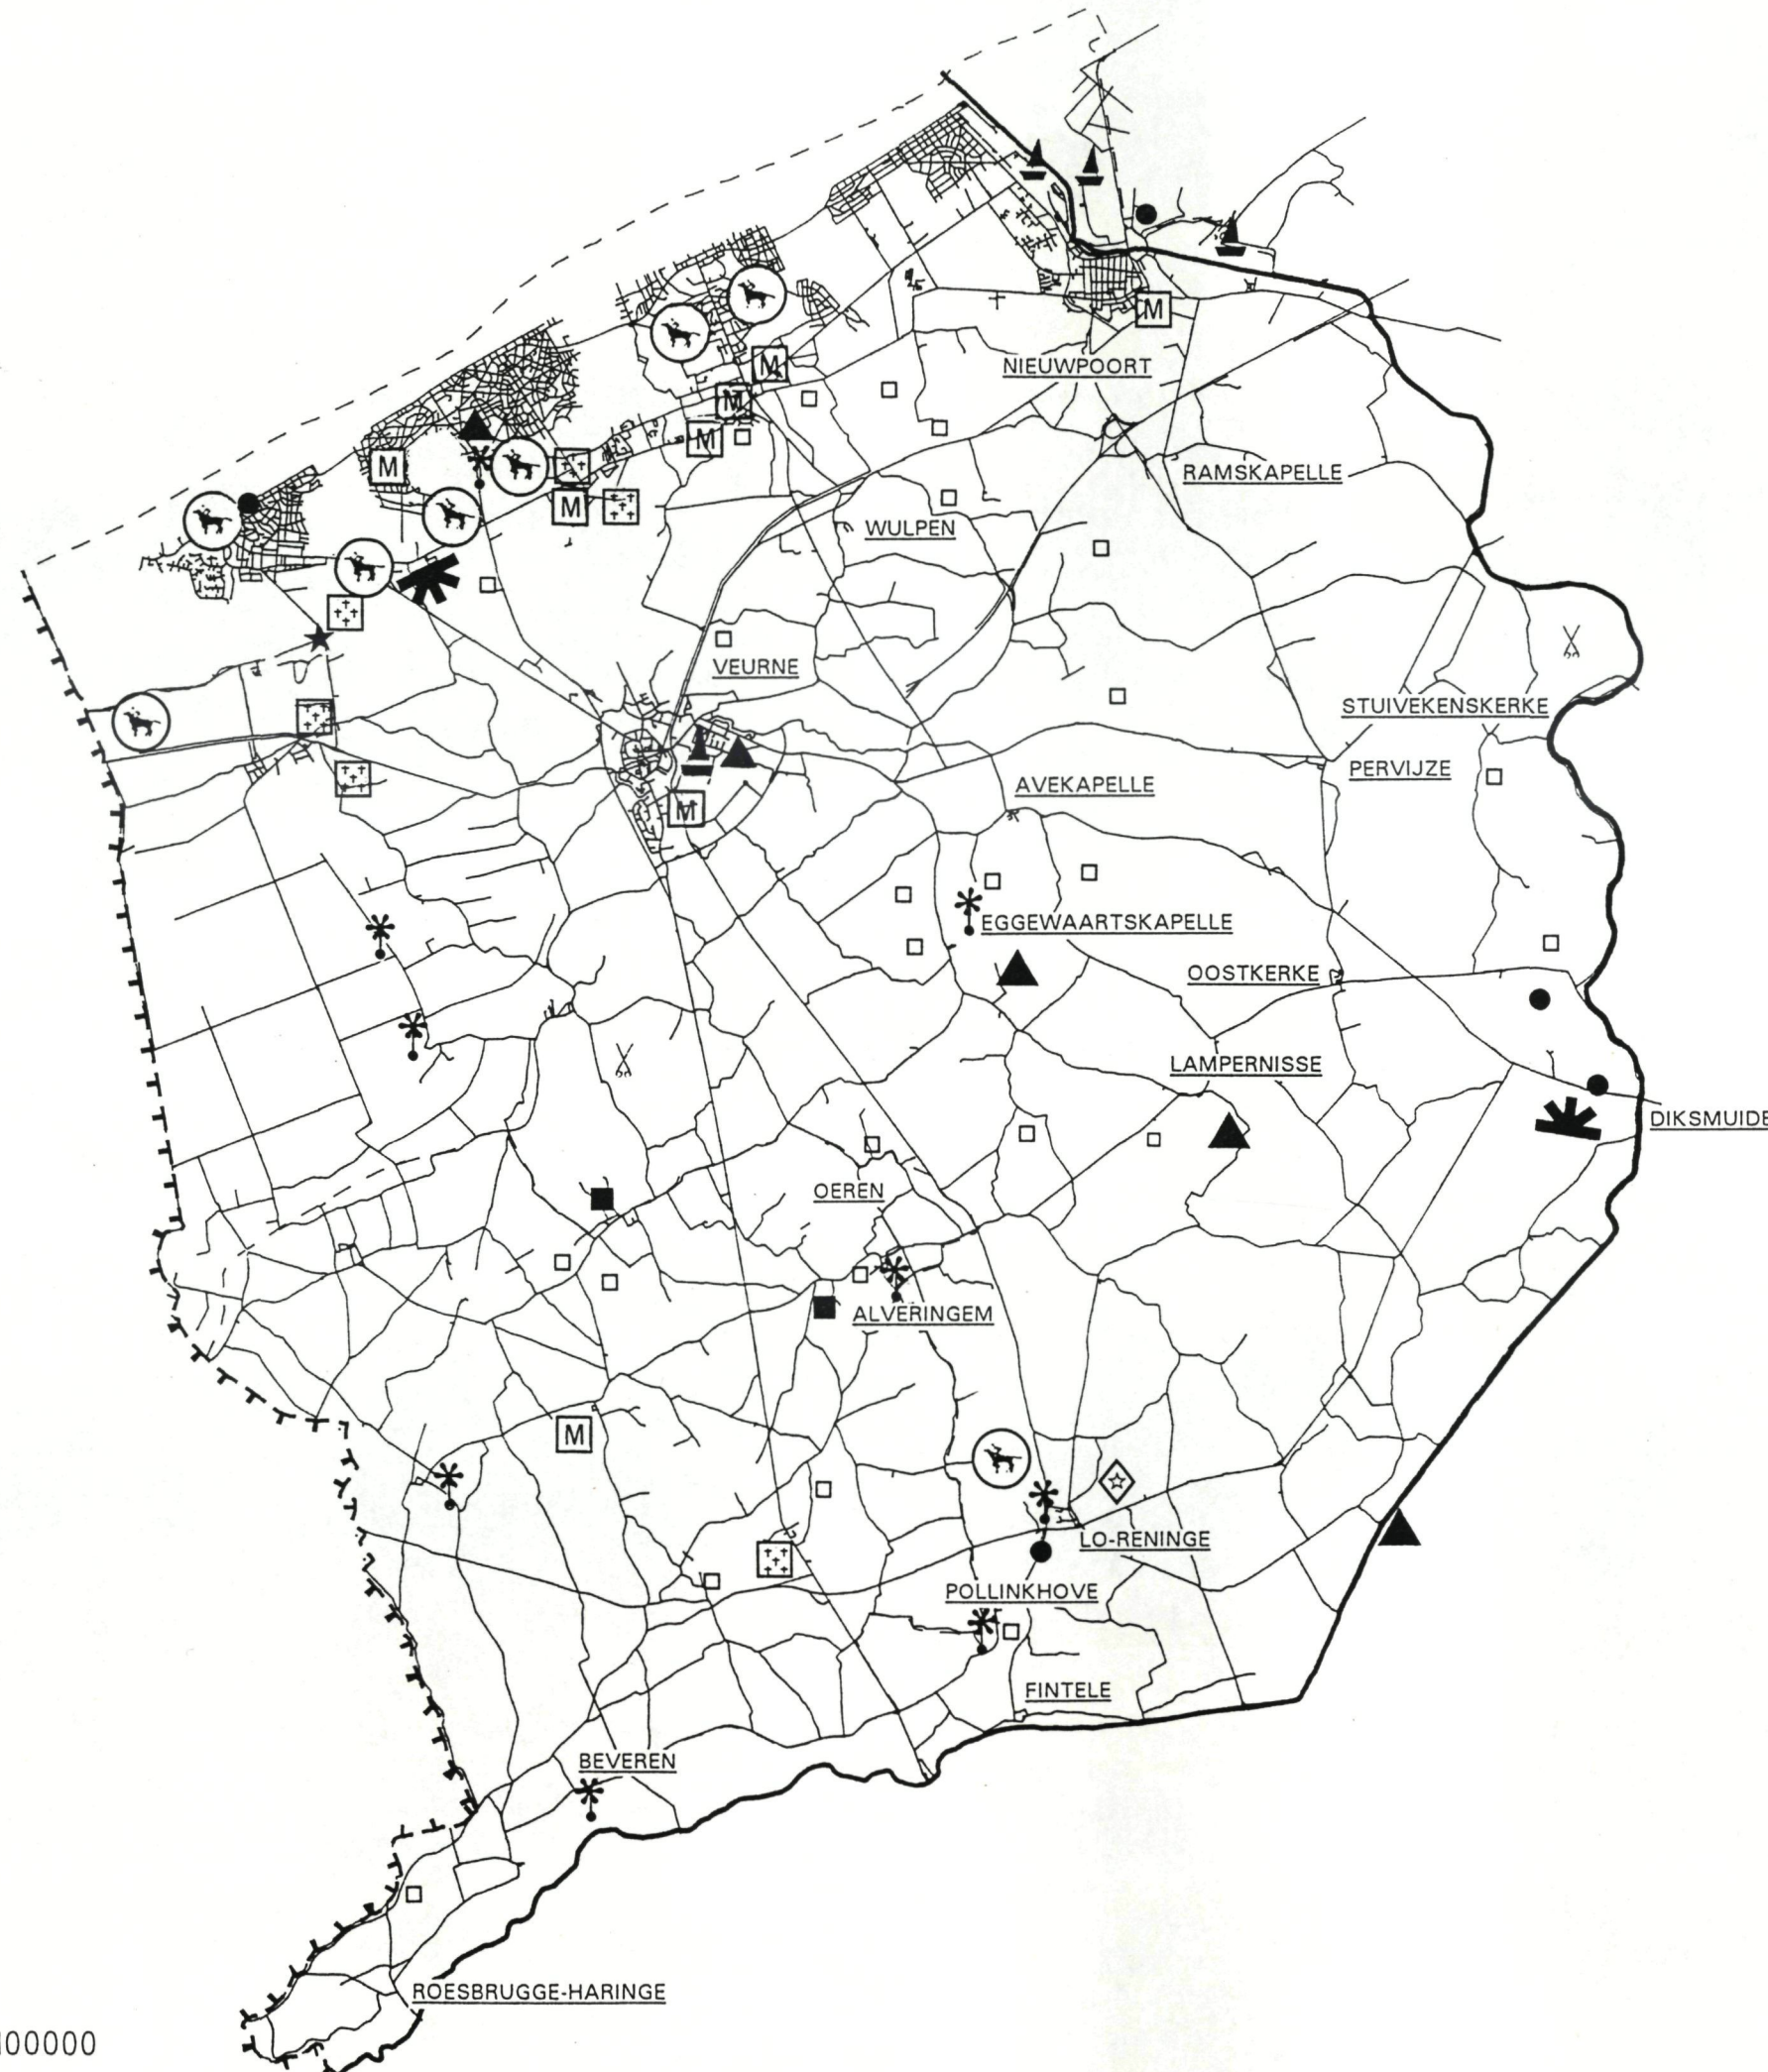 M
NIEUWPOORT
M
M
M
M
RAMSKAPELLE
M
WULPEN
VEURNE
STUIVEKENSKERKE
PERVIJZE
AVEKAPELLE
M
EGGEWAARTSKAPELLE
OOSTKERKE
LAMPERNISSE
DIKSMUIDE
OEREN
ALVERINGEM
M
LO-RENINGE
POLLINKHOVE
FINTELE
BEVEREN
ROESBRUGGE-HARINGE
100000